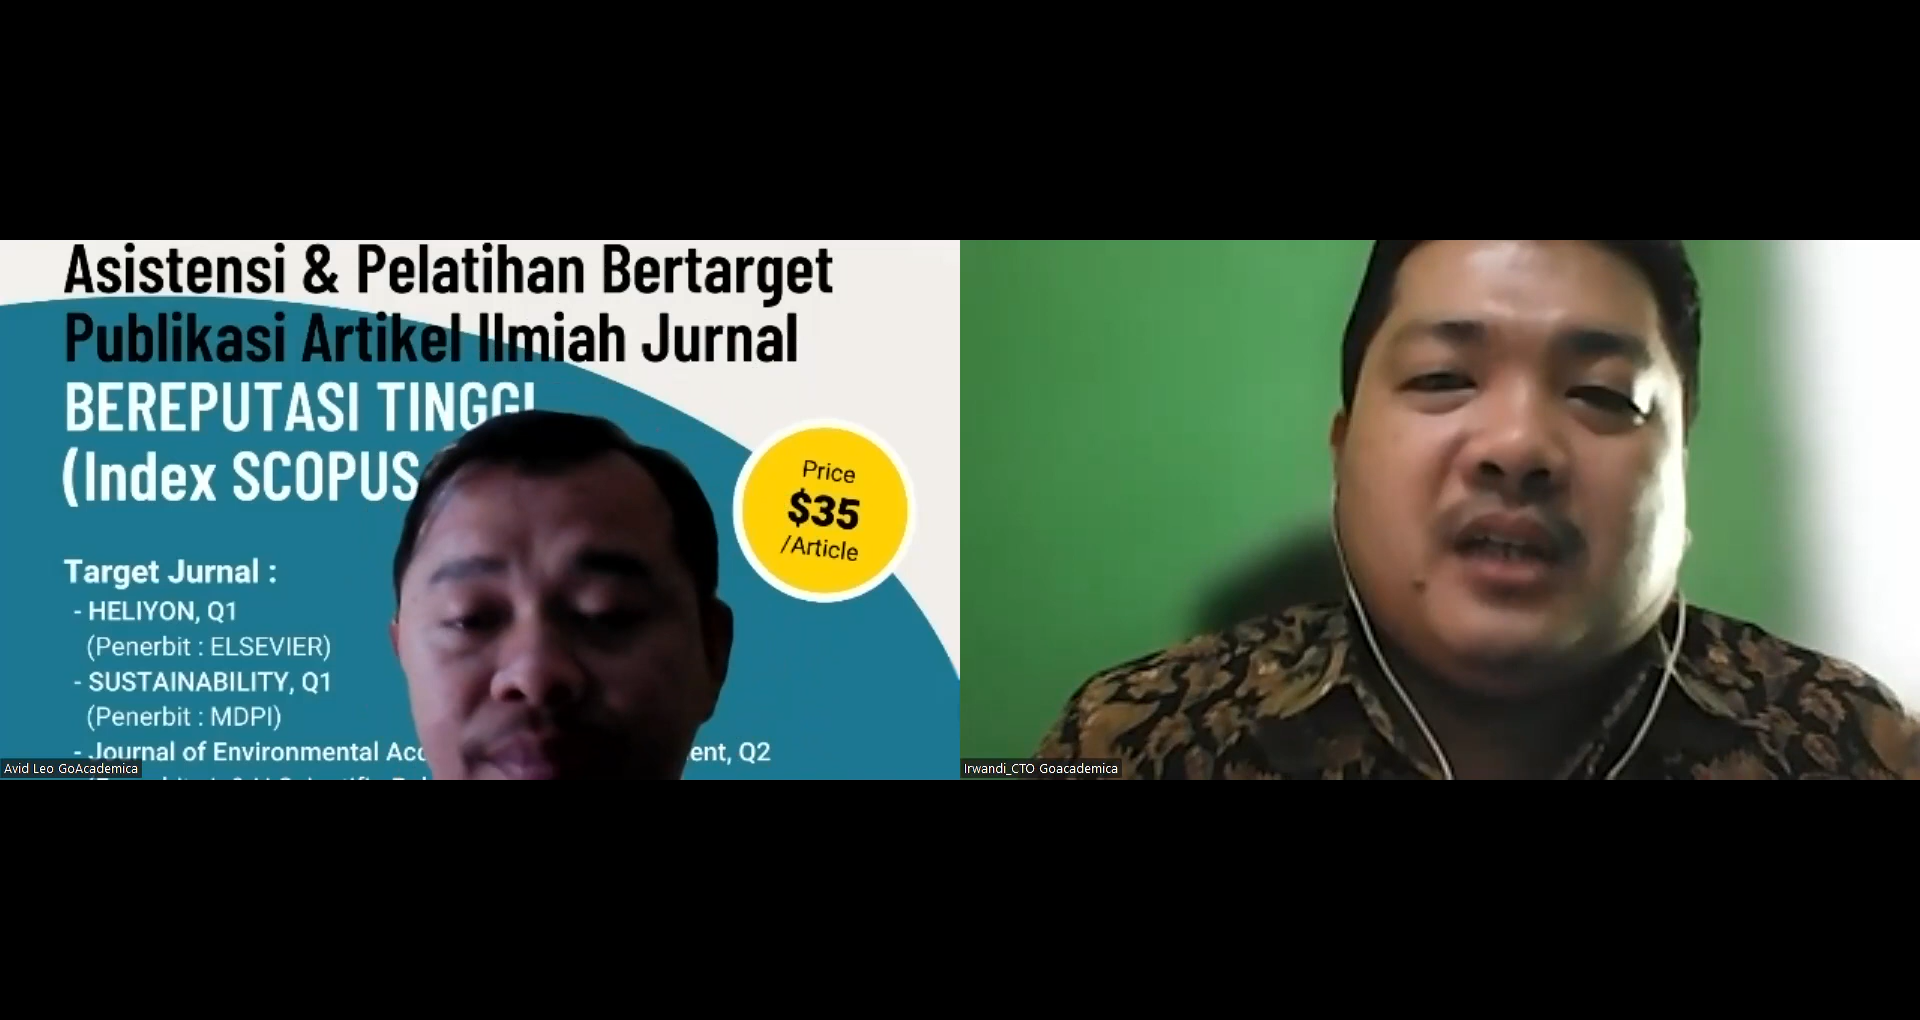 Asistensi & Pelatihan Bertarget
Publikasi Artikel Ilmiah Jurnal
BEREPUTASI TINGGI
(Index SCOPUS
Price
$35
/Article
Target Jurnal :
- HELIYON, Q1
(Penerbit : ELSEVIER)
- SUSTAINABILITY, Q1
(Penerbit : MDPI)
- Journal of Environmental Acc ent, Q2
Avid Leo GoAcademica
Irwandi_CTO Goacademica